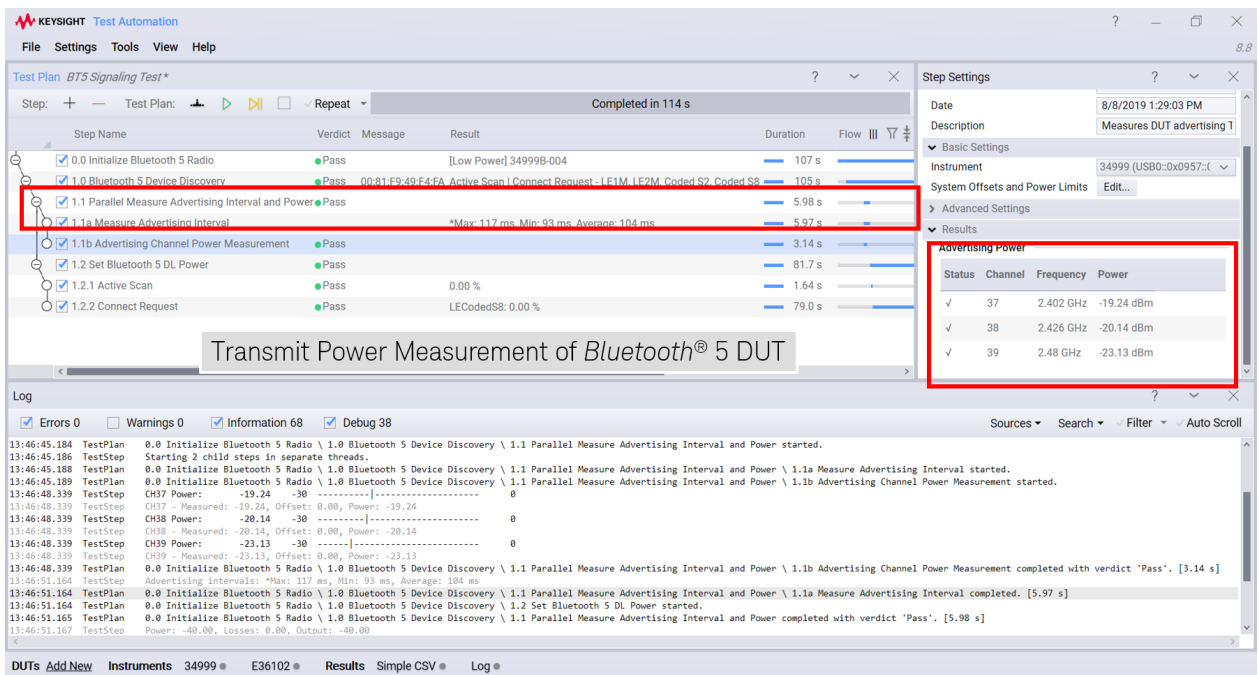 KEYSIGHT Test Automation
? – ×
File Settings Tools View Help
8.8
Test Plan BT5 Signaling Test* ? ×
Step: + — Test Plan: Repeat Completed in 114 s
Step Name Verdict Message Result Duration Flow
0.0 Initialize Bluetooth 5 Radio Pass [Low Power] 34999B-004 107 s
1.0 Bluetooth 5 Device Discovery Pass 00:81:F9:49:F4:FA Active Scan | Connect Request - LE1M, LE2M, Coded S2, Coded S8 105 s
1.1 Parallel Measure Advertising Interval and Power Pass 5.98 s
1.1a Measure Advertising Interval *Max: 117 ms, Min: 93 ms, Average: 104 ms 5.97 s
1.1b Advertising Channel Power Measurement Pass 3.14 s
1.2 Set Bluetooth 5 DL Power Pass 81.7 s
1.2.1 Active Scan Pass 0.00 % 1.64 s
1.2.2 Connect Request Pass LECodedS8: 0.00 % 79.0 s
Transmit Power Measurement of Bluetooth® 5 DUT
Step Settings ? ×
Date 8/8/2019 1:29:03 PM
Description Measures DUT advertising
Basic Settings
Instrument 34999 (USB0::0x0957::(
System Offsets and Power Limits Edit...
Advanced Settings
Results
Advertising Power
Status Channel Frequency Power
√ 37 2.402 GHz -19.24 dBm
√ 38 2.426 GHz -20.14 dBm
√ 39 2.48 GHz -23.13 dBm
Log ? ×
Errors 0 Warnings 0 Information 68 Debug 38 Sources Search Filter Auto Scroll
13:46:45.184 TestPlan 0.0 Initialize Bluetooth 5 Radio \ 1.0 Bluetooth 5 Device Discovery \ 1.1 Parallel Measure Advertising Interval and Power started.
13:46:45.186 TestStep Starting 2 child steps in separate threads.
13:46:45.188 TestPlan 0.0 Initialize Bluetooth 5 Radio \ 1.0 Bluetooth 5 Device Discovery \ 1.1 Parallel Measure Advertising Interval and Power \ 1.1a Measure Advertising Interval started.
13:46:45.189 TestPlan 0.0 Initialize Bluetooth 5 Radio \ 1.0 Bluetooth 5 Device Discovery \ 1.1 Parallel Measure Advertising Interval and Power \ 1.1b Advertising Channel Power Measurement started.
13:46:48.339 TestStep CH37 Power: -19.24 -30 ----------|-------------------- 0
13:46:48.339 TestStep CH37 - Measured: -19.24, Offset: 0.00, Power: -19.24
13:46:48.339 TestStep CH38 Power: -20.14 -30 ---------|--------------------- 0
13:46:48.339 TestStep CH38 - Measured: -20.14, Offset: 0.00, Power: -20.14
13:46:48.339 TestStep CH39 Power: -23.13 -30 ------|------------------------ 0
13:46:48.339 TestStep CH39 - Measured: -23.13, Offset: 0.00, Power: -23.13
13:46:48.339 TestPlan 0.0 Initialize Bluetooth 5 Radio \ 1.0 Bluetooth 5 Device Discovery \ 1.1 Parallel Measure Advertising Interval and Power \ 1.1b Advertising Channel Power Measurement completed with verdict 'Pass'. [3.14 s]
13:46:51.164 TestStep Advertising intervals: *Max: 117 ms, Min: 93 ms, Average: 104 ms
13:46:51.164 TestPlan 0.0 Initialize Bluetooth 5 Radio \ 1.0 Bluetooth 5 Device Discovery \ 1.1 Parallel Measure Advertising Interval and Power \ 1.1a Measure Advertising Interval completed. [5.97 s]
13:46:51.164 TestPlan 0.0 Initialize Bluetooth 5 Radio \ 1.0 Bluetooth 5 Device Discovery \ 1.2 Set Bluetooth 5 DL Power started.
13:46:51.165 TestPlan 0.0 Initialize Bluetooth 5 Radio \ 1.0 Bluetooth 5 Device Discovery \ 1.1 Parallel Measure Advertising Interval and Power completed with verdict 'Pass'. [5.98 s]
13:46:51.167 TestStep Power: -40.00, Losses: 0.00, Output: -40.00
DUTs Add New Instruments 34999 E36102 Results Simple CSV Log